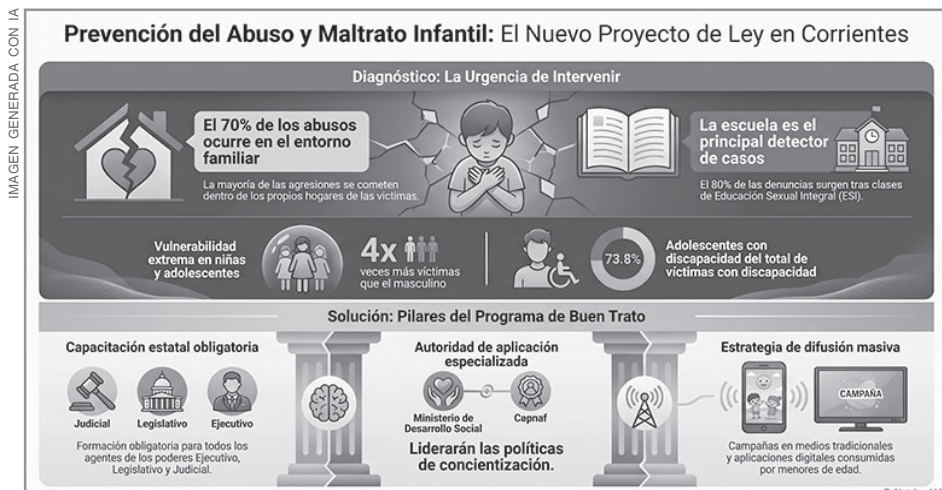 IMAGEN GENERADA CON IA
Prevención del Abuso y Maltrato Infantil: El Nuevo Proyecto de Ley en Corrientes
Diagnóstico: La Urgencia de Intervenir
El 70% de los abusos
ocurre en el entorno
familiar
La mayoría de las agresiones se cometen
dentro de los propios hogares de las víctimas.
La escuela es el
principal detector
de casos
El 80% de las denuncias surgen tras clases
de Educación Sexual Integral (ESI).
Vulnerabilidad
extrema en niñas
y adolescentes
4x
veces más víctimas
que el masculino
73.8%
Adolescentes con
discapacidad del total de
víctimas con discapacidad
Solución: Pilares del Programa de Buen Trato
Capacitación estatal obligatoria
Judicial
Legislativo
Ejecutivo
Formación obligatoria para todos los
agentes de los poderes Ejecutivo,
Legislativo y Judicial.
Autoridad de aplicación
especializada
Ministerio de
Desarrollo Social
Cepnaf
Liderarán las políticas
de concientización.
Estrategia de difusión masiva
CAMPAÑA
Campañas en medios tradicionales
y aplicaciones digitales consumidas
por menores de edad.